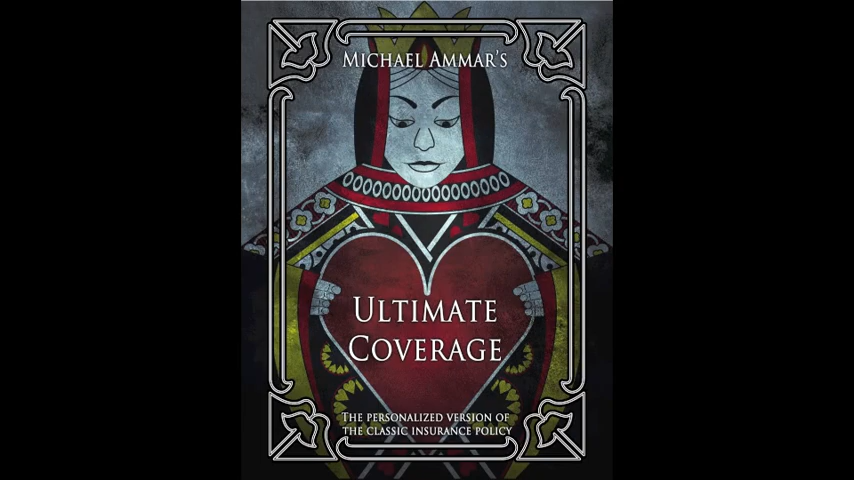 MICHAEL AMMAR'S
ULTIMATE
COVERAGE
THE PERSONALIZED VERSION OF
THE CLASSIC INSURANCE POLICY